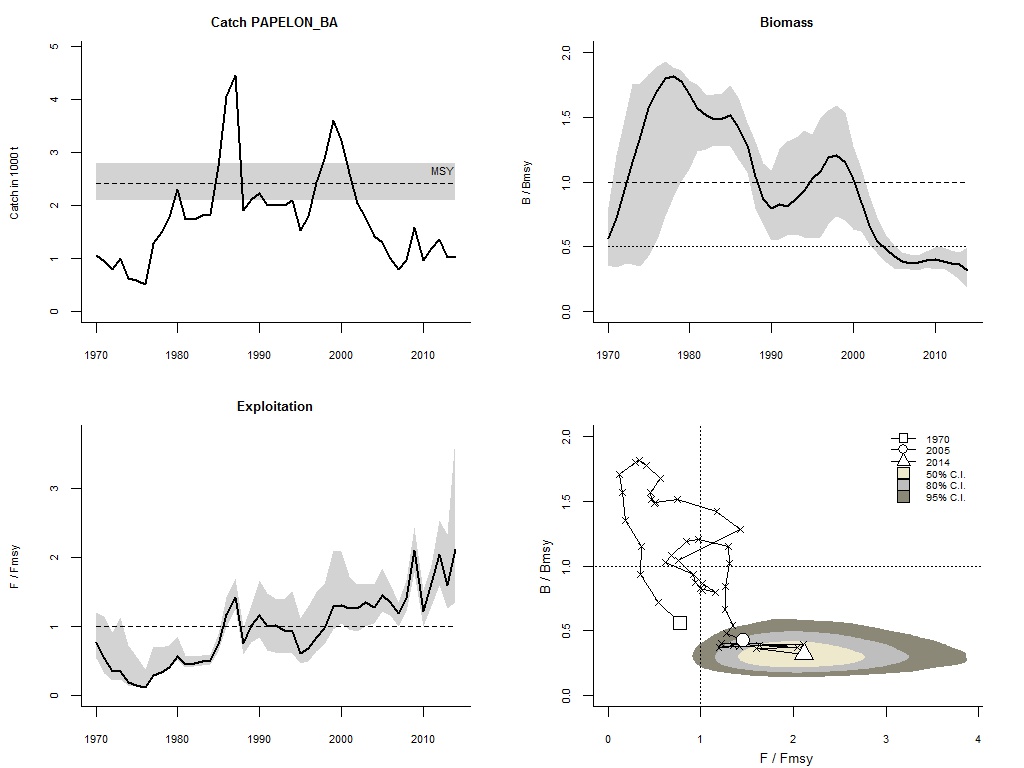 Catch PAPELON_BA
Catch in 1000 t
5
4
3
2
1
0
MSY
1970 1980 1990 2000 2010
Biomass
B / Bmsy
2.0
1.5
1.0
0.5
0.0
1970 1980 1990 2000 2010
Exploitation
F / Fmsy
3
2
1
0
1970 1980 1990 2000 2010
B / Bmsy
2.0
1.5
1.0
0.5
0.0
1970
2005
2014
50% C.I.
80% C.I.
95% C.I.
0 1 2 3 4
F / Fmsy